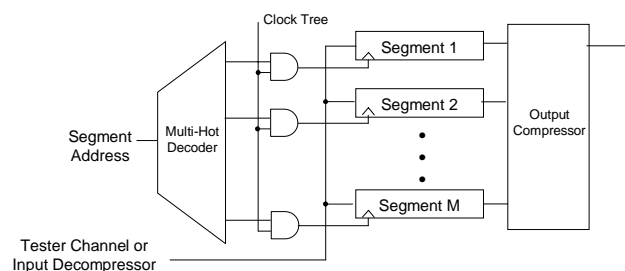 Clock Tree
Segment 1
Segment 2
Segment M
Multi-Hot
Decoder
Segment
Address
Output
Compressor
Tester Channel or
Input Decompressor